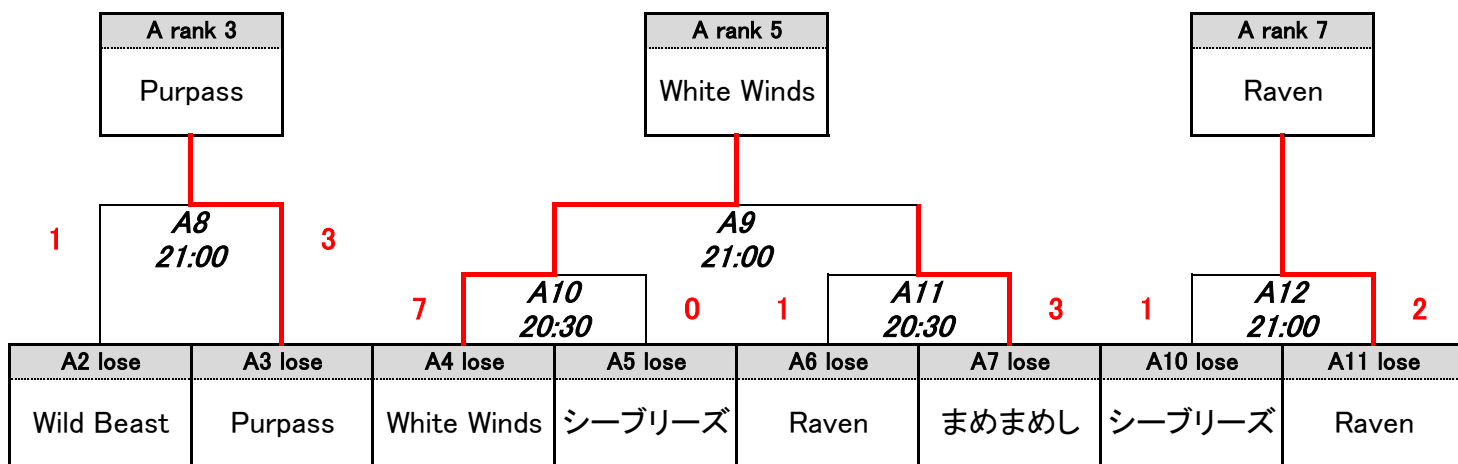 A rank 3
A rank 5
A rank 7
Purpass
White Winds
Raven
1
A8
21:00
3
A9
21:00
7
A10
20:30
0
1
A11
20:30
3
1
A12
21:00
2
A2 lose
A3 lose
A4 lose
A5 lose
A6 lose
A7 lose
A10 lose
A11 lose
Wild Beast
Purpass
White Winds
シーブリーズ
Raven
まめまめし
シーブリーズ
Raven